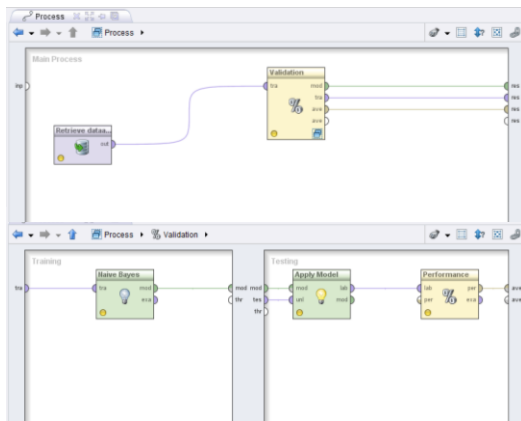 Process
Process
Main Process
inp
Retrieve dataa...
out
Validation
tra
mod
tra
ave
ave
res
res
res
res
Process
Validation
Training
tra
Naive Bayes
tra
mod
exa
mod
thr
Testing
mod
tes
thr
Apply Model
mod
unl
lab
mod
Performance
lab
per
per
exa
ave
ave